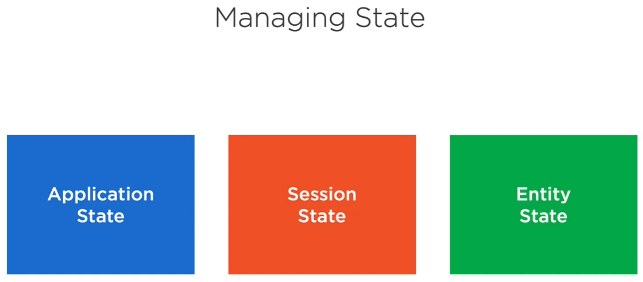 Managing State
Application
State
Session
State
Entity
State